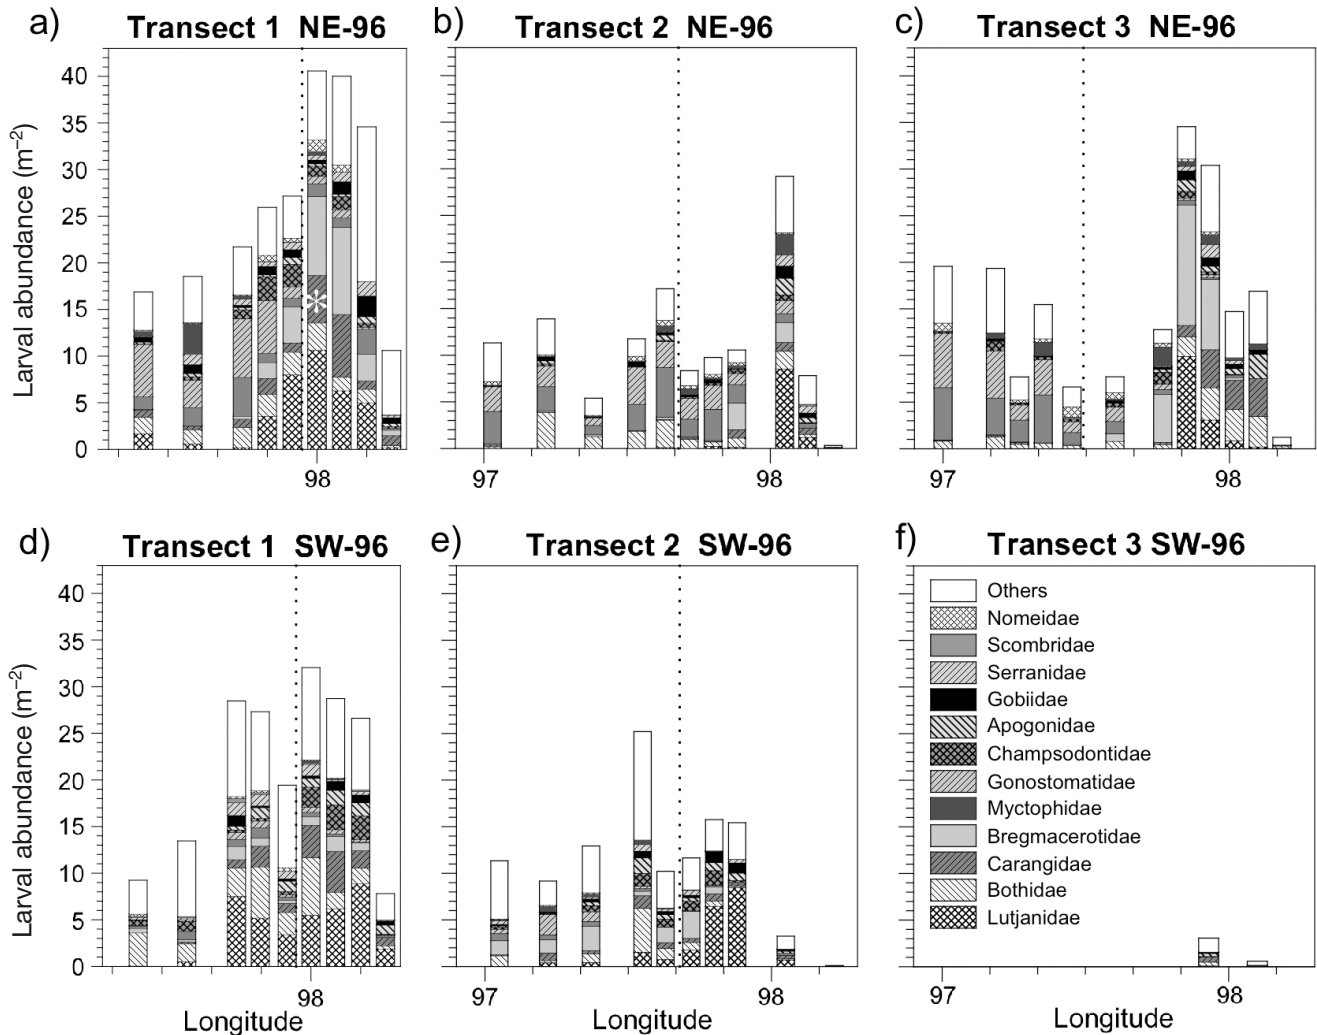 a) Transect 1 NE-96
b) Transect 2 NE-96
c) Transect 3 NE-96
Larval abundance (m⁻²)
40
35
30
25
20
15
10
5
0
98
97
98
97
98
d) Transect 1 SW-96
e) Transect 2 SW-96
f) Transect 3 SW-96
Larval abundance (m⁻²)
40
35
30
25
20
15
10
5
0
Others
Nomeidae
Scombridae
Serranidae
Gobiidae
Apogonidae
Champsodontidae
Gonostomatidae
Myctophidae
Bregmacerotidae
Carangidae
Bothidae
Lutjanidae
98
97
98
97
98
Longitude
Longitude
Longitude